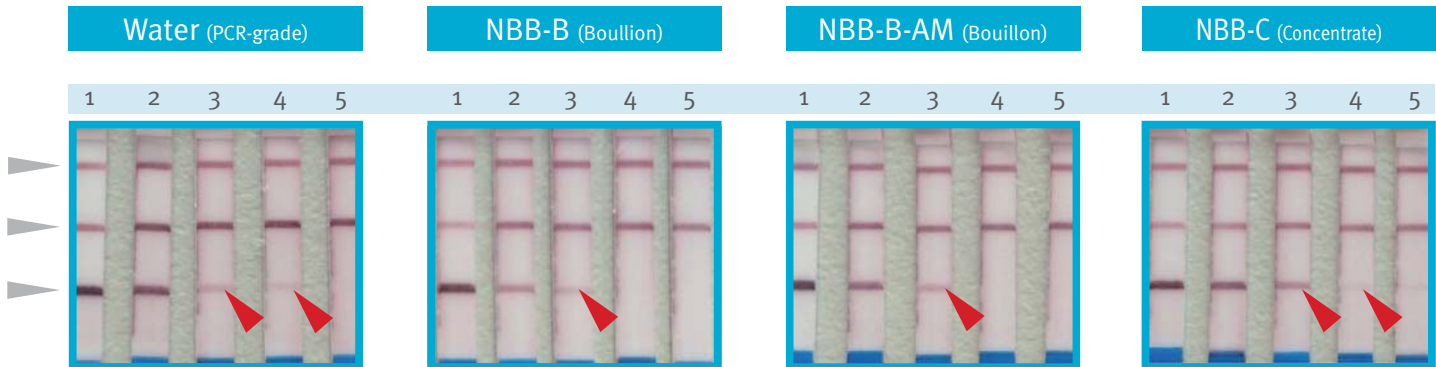 Water (PCR-grade)
NBB-B (Boullion)
NBB-B-AM (Bouillon)
NBB-C (Concentrate)
1 2 3 4 5
1 2 3 4 5
1 2 3 4 5
1 2 3 4 5